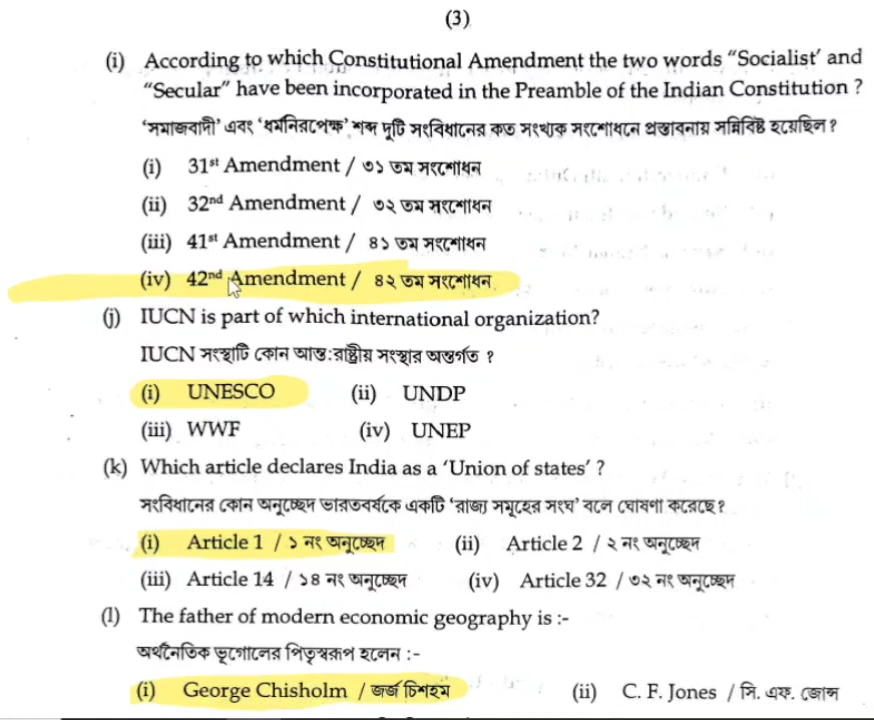 (3)
(i) According to which Constitutional Amendment the two words "Socialist' and
"Secular" have been incorporated in the Preamble of the Indian Constitution ?
'সমাজবাদী' এবং 'ধর্মনিরপেক্ষ' শব্দ দুটি সংবিধানের কত সংখ্যক সংশোধনে প্রস্তাবনায় সন্নিবিষ্ট হয়েছিল ?
(i) 31st Amendment / ৩১ তম সংশোধন
(ii) 32nd Amendment / ৩২ তম সংশোধন
(iii) 41st Amendment / ৪১ তম সংশোধন
(iv) 42nd Amendment / ৪২ তম সংশোধন
(j) IUCN is part of which international organization?
IUCN সংস্থাটি কোন আন্ত:রাষ্ট্রীয় সংস্থার অন্তর্গত ?
(i) UNESCO (ii) UNDP
(iii) WWF (iv) UNEP
(k) Which article declares India as a 'Union of states' ?
সংবিধানের কোন অনুচ্ছেদ ভারতবর্ষকে একটি 'রাজ্য সমূহের সংঘ' বলে ঘোষণা করেছে ?
(i) Article 1 / ১ নং অনুচ্ছেদ (ii) Article 2 / ২ নং অনুচ্ছেদ
(iii) Article 14 / ১৪ নং অনুচ্ছেদ (iv) Article 32 / ৩২ নং অনুচ্ছেদ
(l) The father of modern economic geography is :-
অর্থনৈতিক ভূগোলের পিতৃস্বরূপ হলেন :-
(i) George Chisholm / জর্জ চিশহম (ii) C. F. Jones / সি. এফ. জোন্স